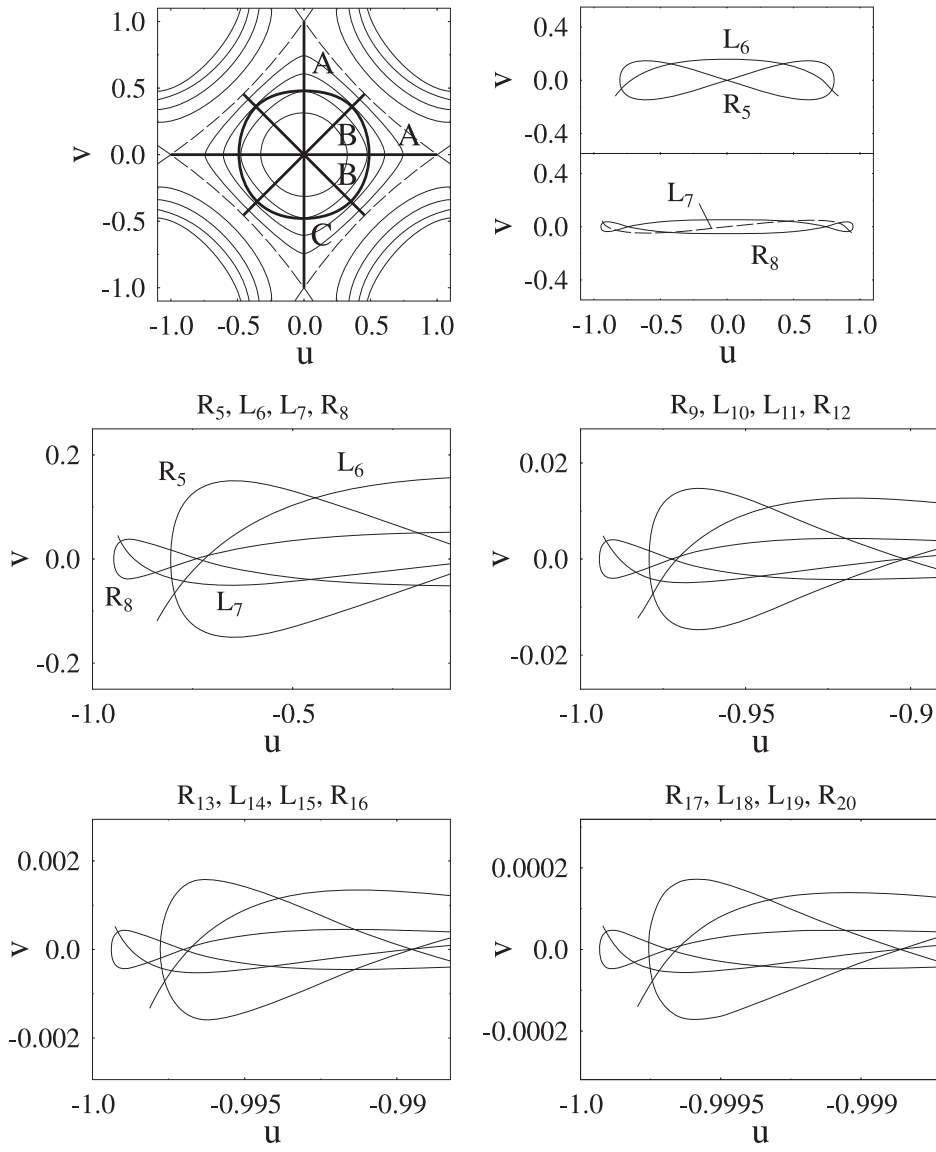 1.0
0.5
0.0
-0.5
-1.0
v
A
A
B
B
C
-1.0 -0.5 0.0 0.5 1.0
u
0.4
0.0
-0.4
v
L6
R5
0.4
0.0
-0.4
v
L7
R8
-1.0 -0.5 0.0 0.5 1.0
u
R5, L6, L7, R8
0.2
0.0
-0.2
v
R5
L6
R8
L7
-1.0 -0.5
u
R9, L10, L11, R12
0.02
0.0
-0.02
v
-1.0 -0.95 -0.9
u
R13, L14, L15, R16
0.002
0.0
-0.002
v
-1.0 -0.995 -0.99
u
R17, L18, L19, R20
0.0002
0.0
-0.0002
v
-1.0 -0.9995 -0.999
u